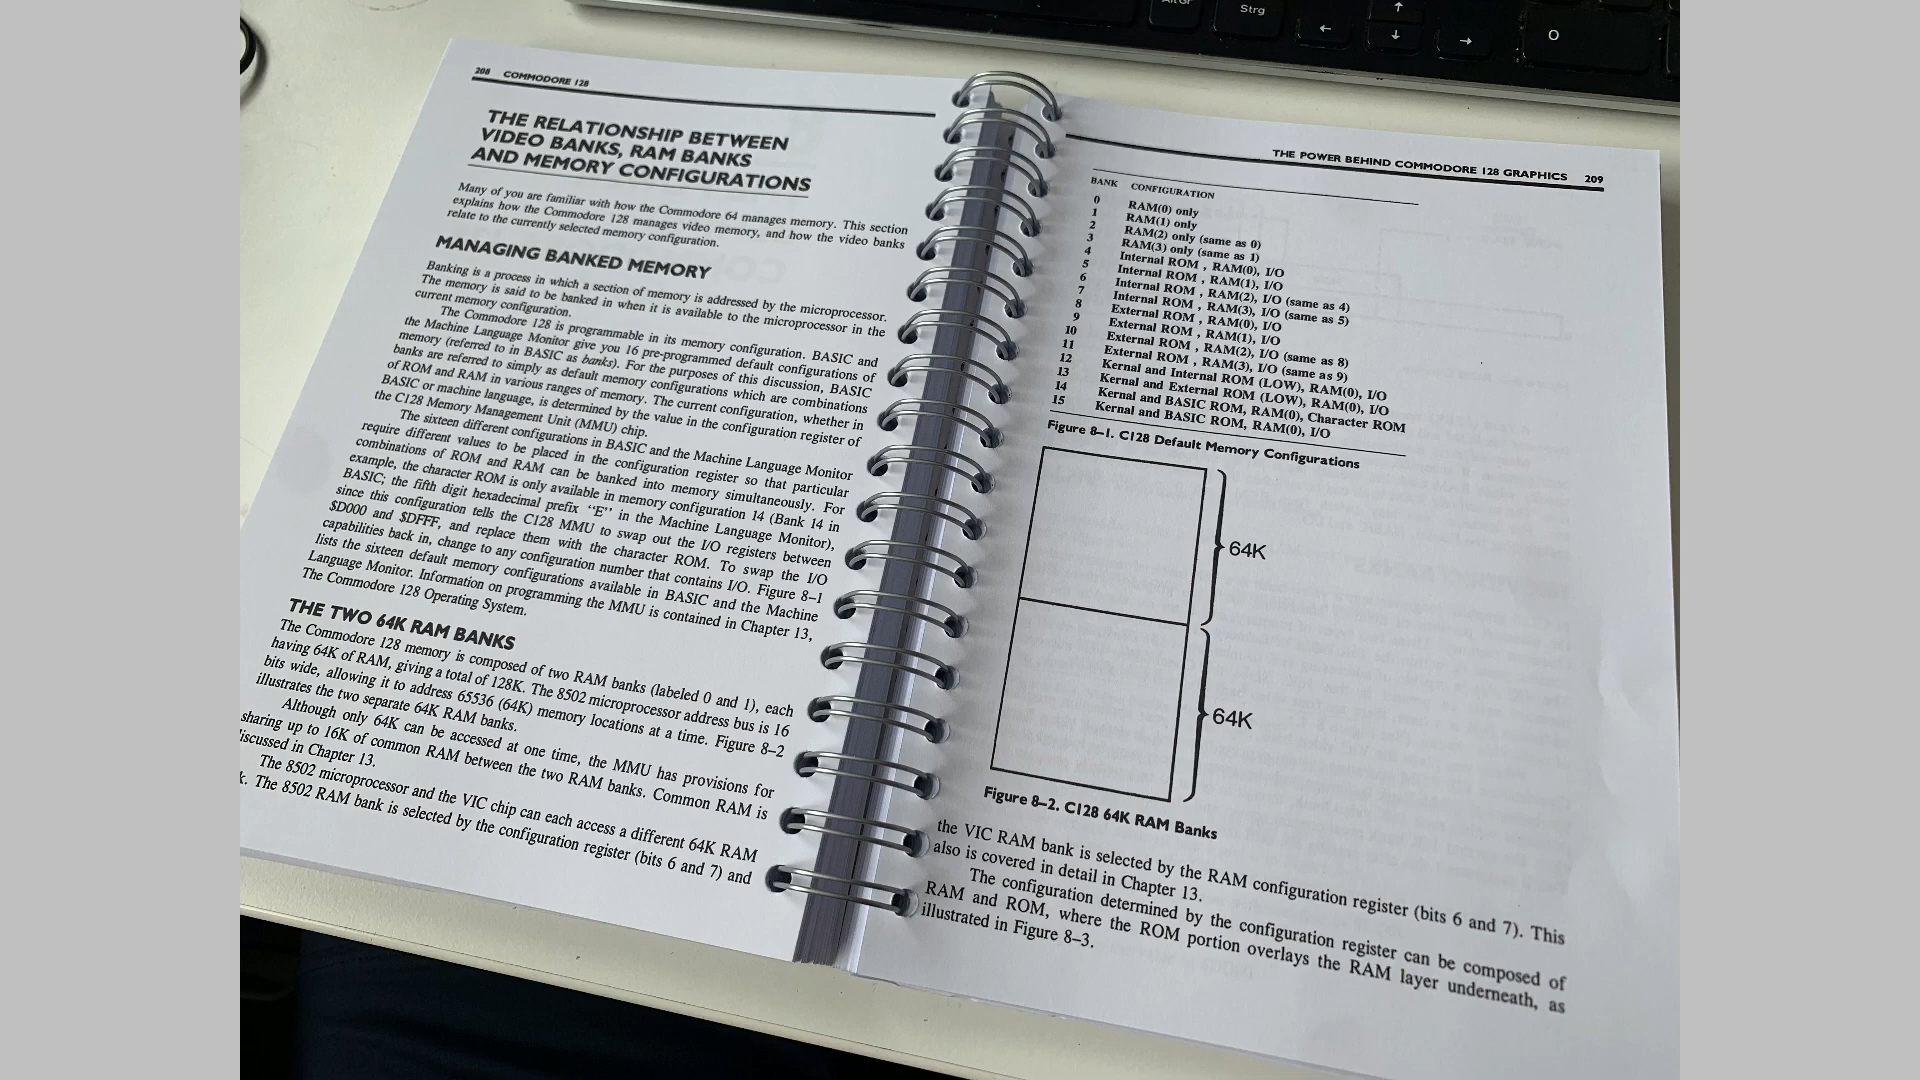 AltGr
Strg
↑
←
↓
→
O
208 COMMODORE 128
THE RELATIONSHIP BETWEEN
VIDEO BANKS, RAM BANKS
AND MEMORY CONFIGURATIONS
Many of you are familiar with how the Commodore 64 manages memory. This section
explains how the Commodore 128 manages video memory, and how the video banks
relate to the currently selected memory configuration.
MANAGING BANKED MEMORY
Banking is a process in which a section of memory is addressed by the microprocessor.
The memory is said to be banked in when it is available to the microprocessor in the
current memory configuration.
The Commodore 128 is programmable in its memory configuration. BASIC and
the Machine Language Monitor give you 16 pre-programmed default configurations of
memory (referred to in BASIC as banks). For the purposes of this discussion, BASIC
banks are referred to simply as default memory configurations which are combinations
of ROM and RAM in various ranges of memory. The current configuration, whether in
BASIC or machine language, is determined by the value in the configuration register of
the C128 Memory Management Unit (MMU) chip.
The sixteen different configurations in BASIC and the Machine Language Monitor
require different values to be placed in the configuration register so that particular
combinations of ROM and RAM can be banked into memory simultaneously. For
example, the character ROM is only available in memory configuration 14 (Bank 14 in
BASIC; the fifth digit hexadecimal prefix “E” in the Machine Language Monitor),
since this configuration tells the C128 MMU to swap out the I/O registers between
$D000 and $DFFF, and replace them with the character ROM. To swap the I/O
capabilities back in, change to any configuration number that contains I/O. Figure 8–1
lists the sixteen default memory configurations available in BASIC and the Machine
Language Monitor. Information on programming the MMU is contained in Chapter 13,
The Commodore 128 Operating System.
THE TWO 64K RAM BANKS
The Commodore 128 memory is composed of two RAM banks (labeled 0 and 1), each
having 64K of RAM, giving a total of 128K. The 8502 microprocessor address bus is 16
bits wide, allowing it to address 65536 (64K) memory locations at a time. Figure 8–2
illustrates the two separate 64K RAM banks.
Although only 64K can be accessed at one time, the MMU has provisions for
sharing up to 16K of common RAM between the two RAM banks. Common RAM is
iscussed in Chapter 13.
The 8502 microprocessor and the VIC chip can each access a different 64K RAM
k. The 8502 RAM bank is selected by the configuration register (bits 6 and 7) and
THE POWER BEHIND COMMODORE 128 GRAPHICS 209
BANK CONFIGURATION
0 RAM(0) only
1 RAM(1) only
2 RAM(2) only (same as 0)
3 RAM(3) only (same as 1)
4 Internal ROM , RAM(0), I/O
5 Internal ROM , RAM(1), I/O
6 Internal ROM , RAM(2), I/O (same as 4)
7 Internal ROM , RAM(3), I/O (same as 5)
8 External ROM , RAM(0), I/O
9 External ROM , RAM(1), I/O
10 External ROM , RAM(2), I/O (same as 8)
11 External ROM , RAM(3), I/O (same as 9)
12 Kernal and Internal ROM (LOW), RAM(0), I/O
13 Kernal and External ROM (LOW), RAM(0), I/O
14 Kernal and BASIC ROM, RAM(0), Character ROM
15 Kernal and BASIC ROM, RAM(0), I/O
Figure 8–1. C128 Default Memory Configurations
64K
64K
Figure 8–2. C128 64K RAM Banks
the VIC RAM bank is selected by the RAM configuration register (bits 6 and 7). This
also is covered in detail in Chapter 13.
The configuration determined by the configuration register can be composed of
RAM and ROM, where the ROM portion overlays the RAM layer underneath, as
illustrated in Figure 8–3.